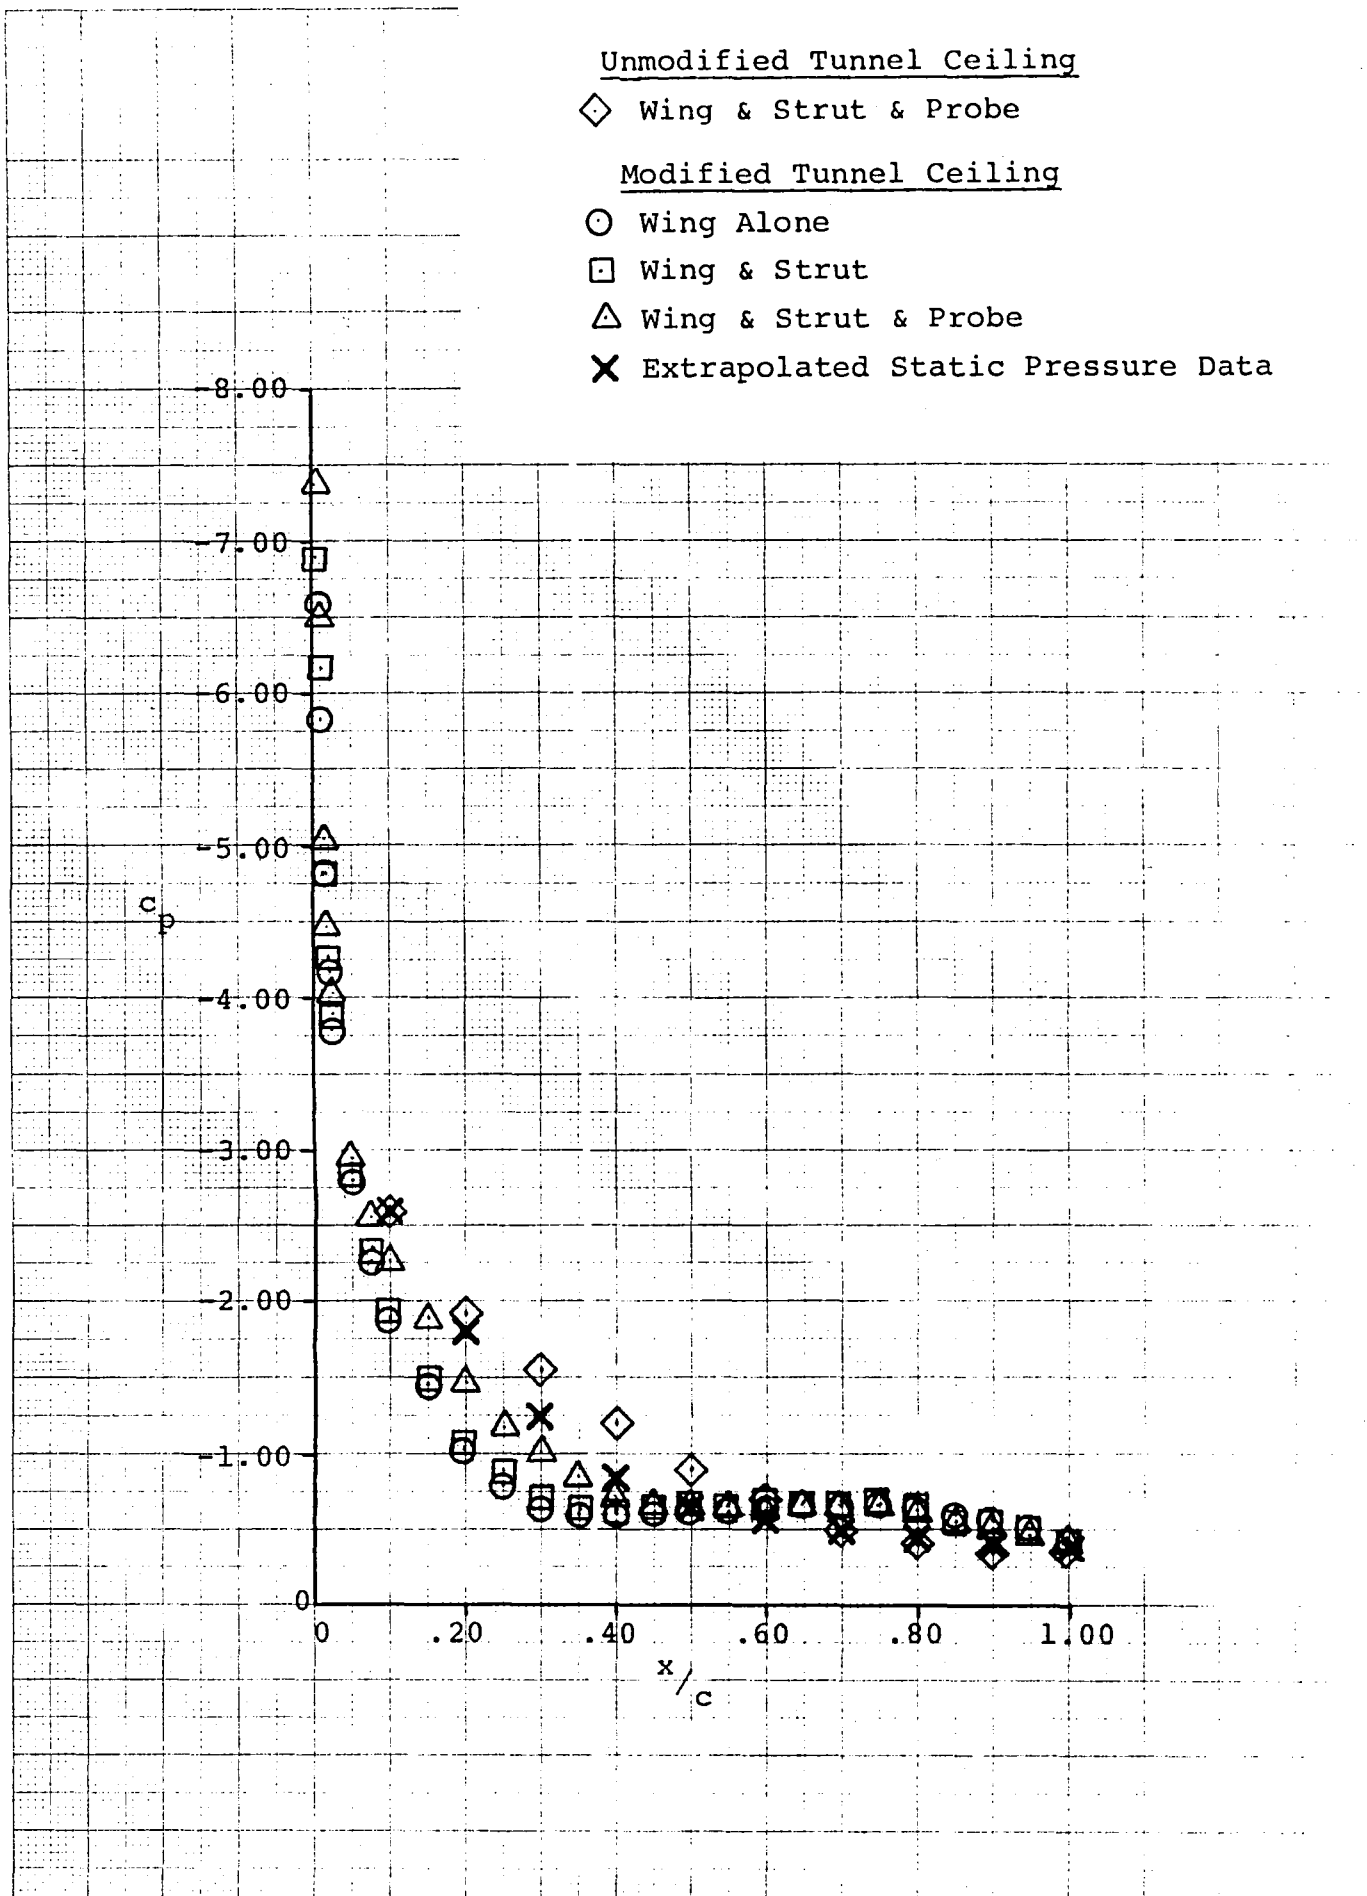 Unmodified Tunnel Ceiling
Wing & Strut & Probe
Modified Tunnel Ceiling
Wing Alone
Wing & Strut
Wing & Strut & Probe
Extrapolated Static Pressure Data
-8.00
-7.00
-6.00
-5.00
cp
-4.00
-3.00
-2.00
-1.00
0
0 .20 .40 .60 .80 1.00
x/c